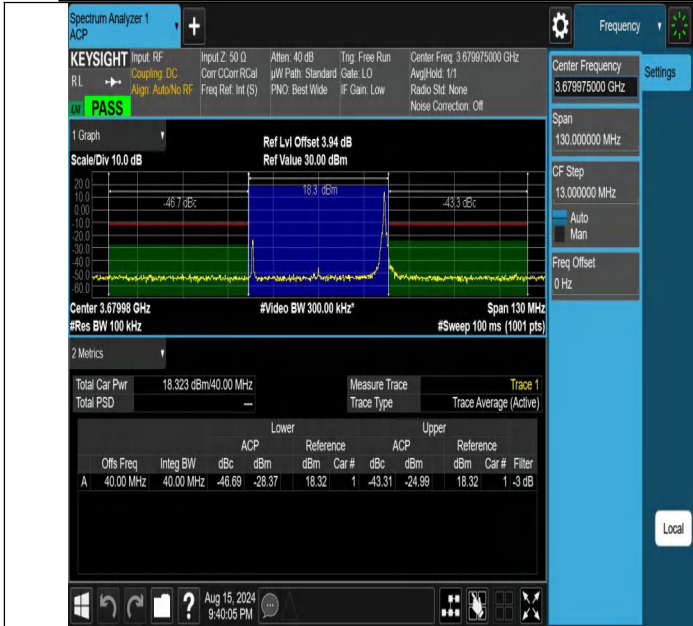 Spectrum Analyzer 1
ACP
+
Frequency
KEYSIGHT
RL
LXI
PASS
Input: RF
Coupling: DC
Align: Auto/No RF
Input Z: 50 Ω
Corr CCorr RCal
Freq Ref: Int (S)
Atten: 40 dB
µW Path: Standard
PNO: Best Wide
Trig: Free Run
Gate: LO
IF Gain: Low
Center Freq: 3.679975000 GHz
Avg|Hold: 1/1
Radio Std: None
Noise Correction: Off
Center Frequency
3.679975000 GHz
Settings
Span
130.000000 MHz
CF Step
13.000000 MHz
Auto
Man
Freq Offset
0 Hz
1 Graph
Scale/Div 10.0 dB
Ref Lvl Offset 3.94 dB
Ref Value 30.00 dBm
20.0
10.0
0.00
-10.0
-20.0
-30.0
-40.0
-50.0
-60.0
-46.7 dBc
18.3 dBm
-43.3 dBc
Center 3.67998 GHz
#Video BW 300.00 kHz*
Span 130 MHz
#Res BW 100 kHz
#Sweep 100 ms (1001 pts)
2 Metrics
Total Car Pwr 18.323 dBm/40.00 MHz
Total PSD ---
Measure Trace Trace 1
Trace Type Trace Average (Active)
Lower Upper
ACP Reference ACP Reference
Offs Freq Integ BW dBc dBm dBm Car # dBc dBm dBm Car # Filter
A 40.00 MHz 40.00 MHz -46.69 -28.37 18.32 1 -43.31 -24.99 18.32 1 -3 dB
Local
?
Aug 15, 2024
9:40:05 PM